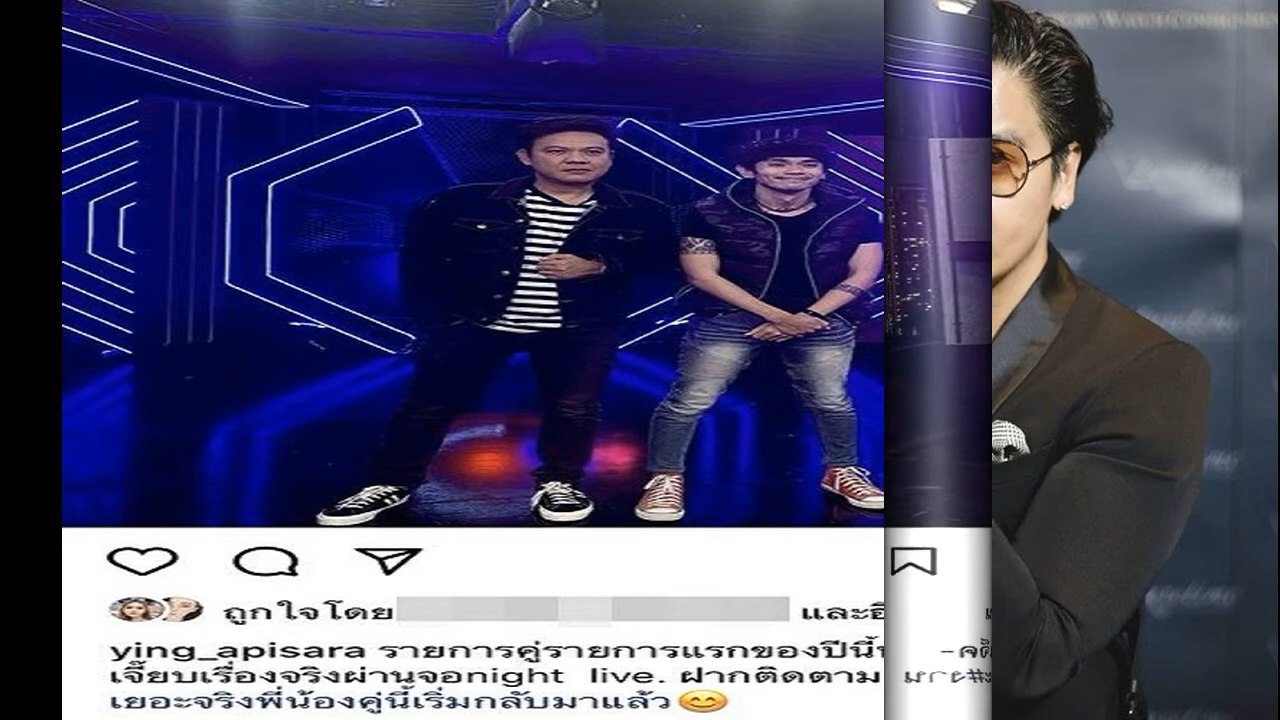 ถูกใจโดย และอื
ying_apisara รายการคู่รายการแรกของปีนี้
เจี๊ยบเรื่องจริงผ่านจอnight live. ฝากติดตาม
เยอะจริงพี่น้องคู่นี้เริ่มกลับมาแล้ว😊